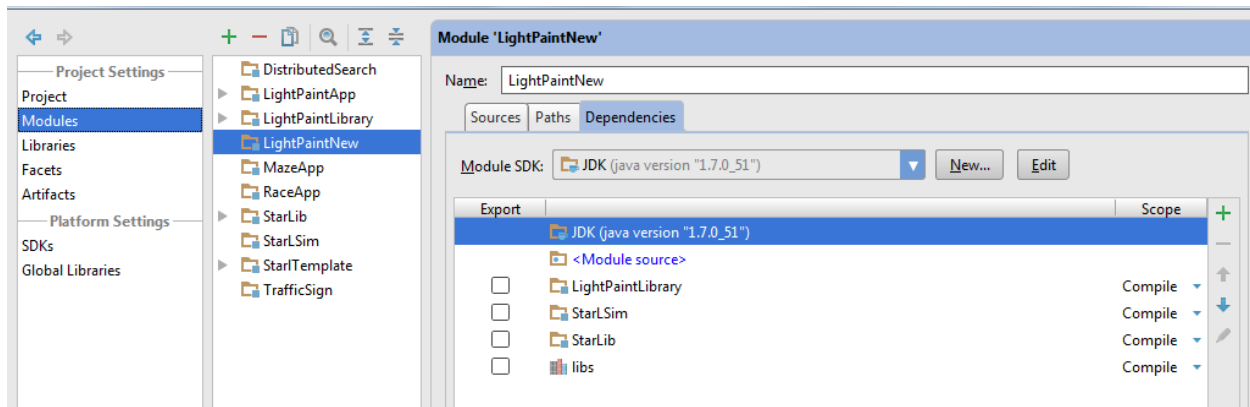 Project Settings
Project
Modules
Libraries
Facets
Artifacts
Platform Settings
SDKs
Global Libraries
DistributedSearch
LightPaintApp
LightPaintLibrary
LightPaintNew
MazeApp
RaceApp
StarLib
StarLSim
StarlTemplate
TrafficSign
Module 'LightPaintNew'
Name: LightPaintNew
Sources Paths Dependencies
Module SDK: JDK (java version "1.7.0_51") New... Edit
Export Scope
JDK (java version "1.7.0_51")
<Module source>
LightPaintLibrary Compile
StarLSim Compile
StarLib Compile
libs Compile